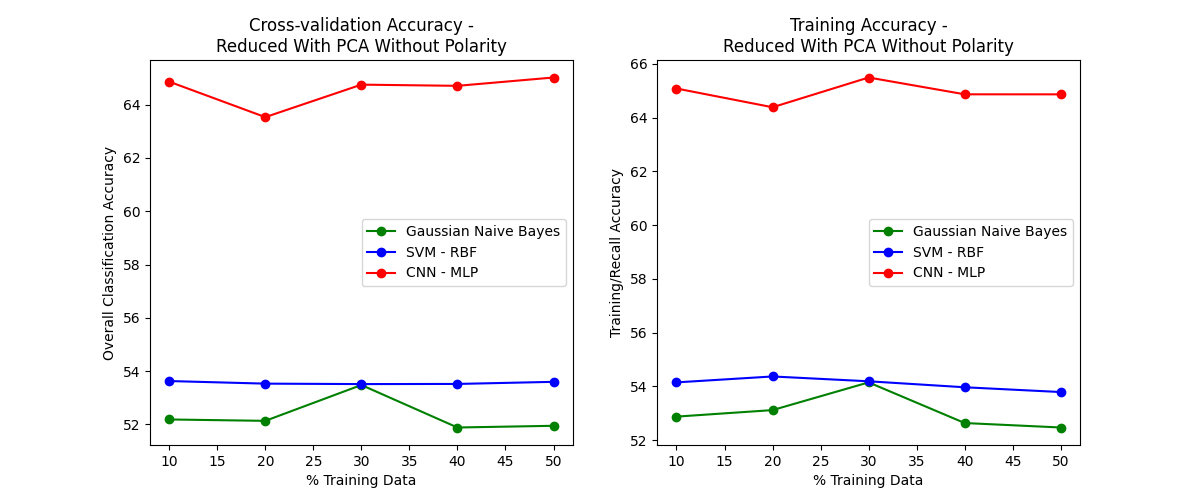 Cross-validation Accuracy -
Reduced With PCA Without Polarity
Overall Classification Accuracy
64
62
60
58
56
54
52
Gaussian Naive Bayes
SVM - RBF
CNN - MLP
10 15 20 25 30 35 40 45 50
% Training Data
Training Accuracy -
Reduced With PCA Without Polarity
Training/Recall Accuracy
66
64
62
60
58
56
54
52
Gaussian Naive Bayes
SVM - RBF
CNN - MLP
10 15 20 25 30 35 40 45 50
% Training Data